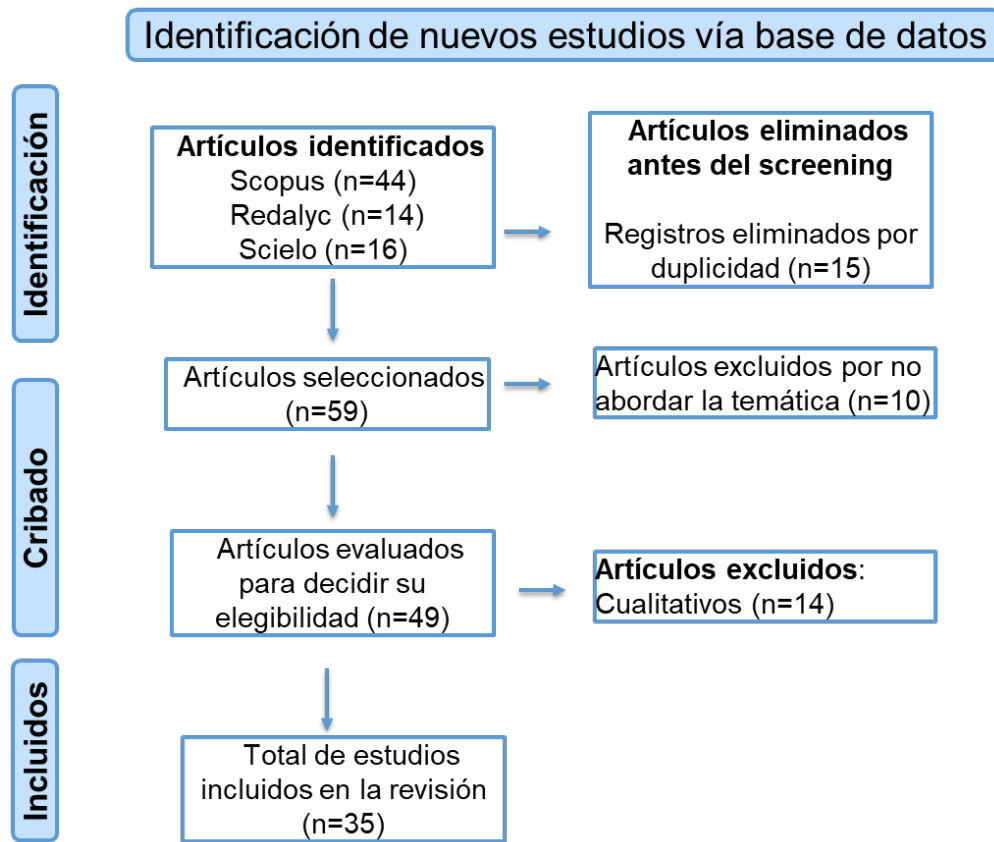 Identificación de nuevos estudios vía base de datos
Identificación
Artículos identificados
Scopus (n=44)
Redalyc (n=14)
Scielo (n=16)
Artículos eliminados
antes del screening
Registros eliminados por
duplicidad (n=15)
Cribado
Artículos seleccionados
(n=59)
Artículos excluidos por no
abordar la temática (n=10)
Artículos evaluados
para decidir su
elegibilidad (n=49)
Artículos excluidos:
Cualitativos (n=14)
Incluidos
Total de estudios
incluidos en la revisión
(n=35)